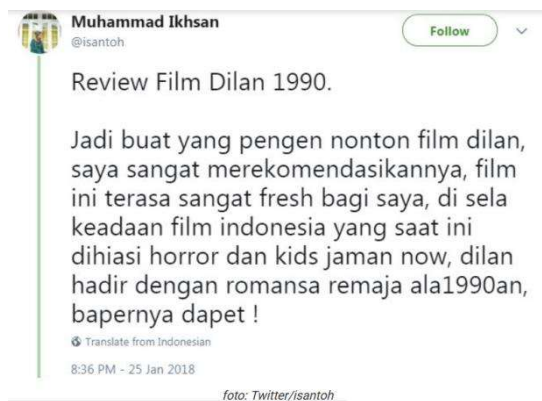 Muhammad Ikhsan
@isantoh
Follow
Review Film Dilan 1990.
Jadi buat yang pengen nonton film dilan,
saya sangat merekomendasikannya, film
ini terasa sangat fresh bagi saya, di sela
keadaan film indonesia yang saat ini
dihiasi horror dan kids jaman now, dilan
hadir dengan romansa remaja ala1990an,
bapernya dapet !
Translate from Indonesian
8:36 PM - 25 Jan 2018
foto: Twitter/isantoh